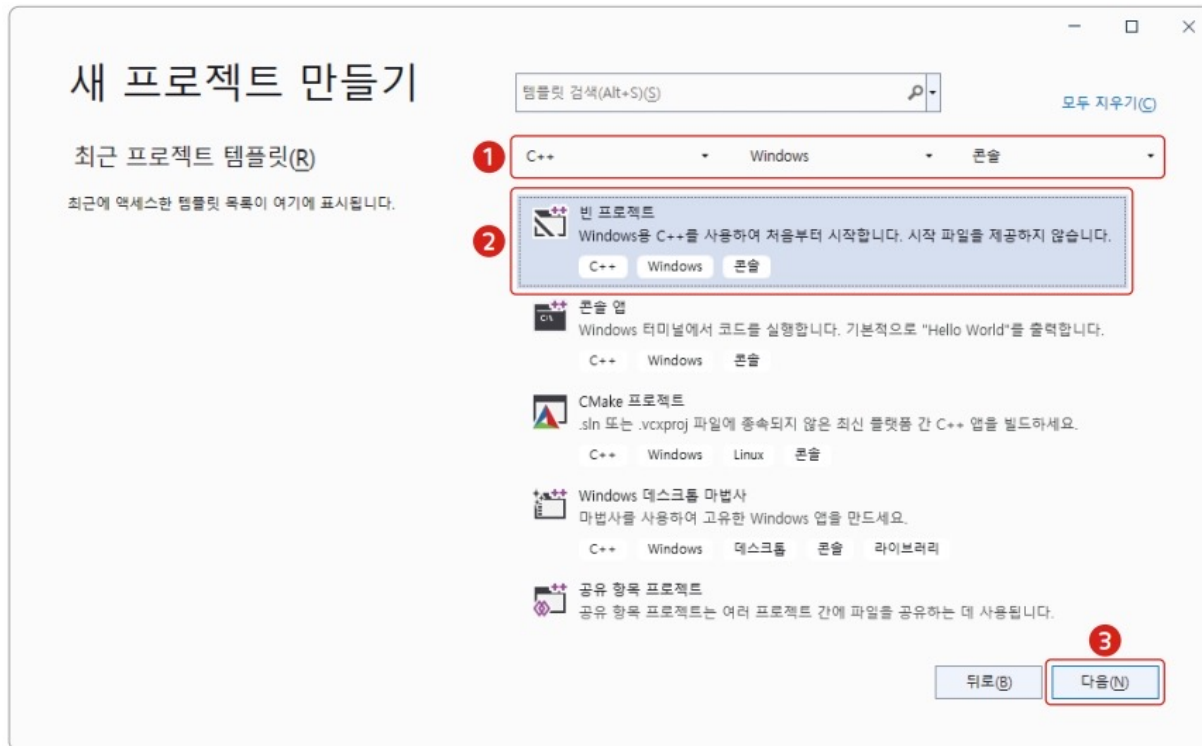 새 프로젝트 만들기
템플릿 검색(Alt+S)(S)
모두 지우기(C)
최근 프로젝트 템플릿(R)
최근에 액세스한 템플릿 목록이 여기에 표시됩니다.
1 C++ Windows 콘솔
2
빈 프로젝트
Windows용 C++를 사용하여 처음부터 시작합니다. 시작 파일을 제공하지 않습니다.
C++ Windows 콘솔
콘솔 앱
Windows 터미널에서 코드를 실행합니다. 기본적으로 "Hello World"를 출력합니다.
C++ Windows 콘솔
CMake 프로젝트
.sln 또는 .vcxproj 파일에 종속되지 않은 최신 플랫폼 간 C++ 앱을 빌드하세요.
C++ Windows Linux 콘솔
Windows 데스크톱 마법사
마법사를 사용하여 고유한 Windows 앱을 만드세요.
C++ Windows 데스크톱 콘솔 라이브러리
공유 항목 프로젝트
공유 항목 프로젝트는 여러 프로젝트 간에 파일을 공유하는 데 사용됩니다.
3
뒤로(B) 다음(N)